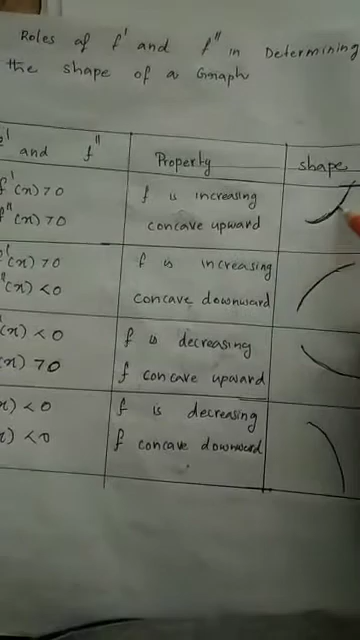 Roles of f' and f'' in Determining
the shape of a Graph
and f'' Property shape
f'(x) > 0 f is increasing
f''(x) > 0 concave upward
'(x) > 0 f is increasing
''(x) < 0 concave downward
'(x) < 0 f is decreasing
(x) > 0 f concave upward
x) < 0 f is decreasing
x) < 0 f concave downward